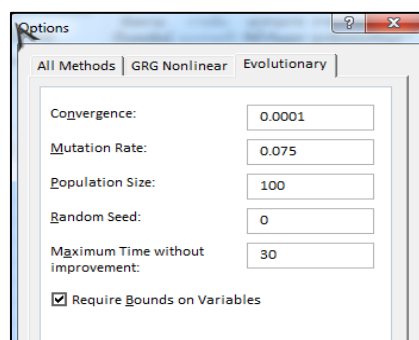 Options
?
X
All Methods
GRG Nonlinear
Evolutionary
Convergence:
0.0001
Mutation Rate:
0.075
Population Size:
100
Random Seed:
0
Maximum Time without
improvement:
30
Require Bounds on Variables